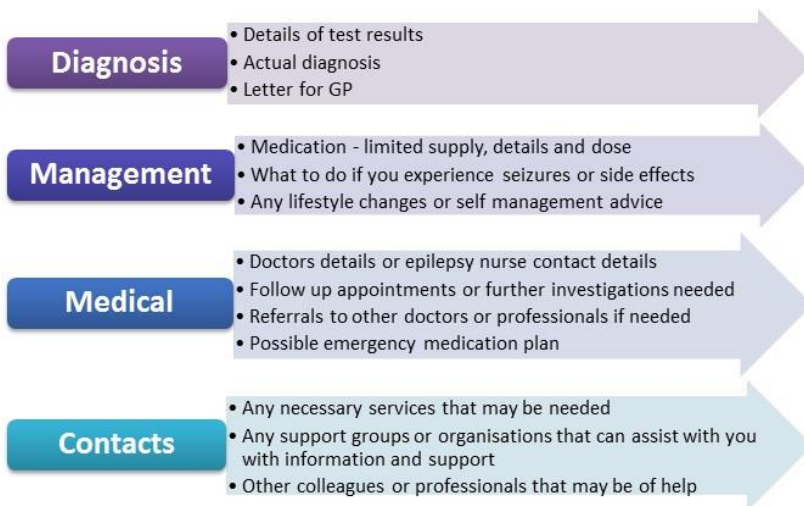 Diagnosis
• Details of test results
• Actual diagnosis
• Letter for GP
Management
• Medication - limited supply, details and dose
• What to do if you experience seizures or side effects
• Any lifestyle changes or self management advice
Medical
• Doctors details or epilepsy nurse contact details
• Follow up appointments or further investigations needed
• Referrals to other doctors or professionals if needed
• Possible emergency medication plan
Contacts
• Any necessary services that may be needed
• Any support groups or organisations that can assist with you
with information and support
• Other colleagues or professionals that may be of help